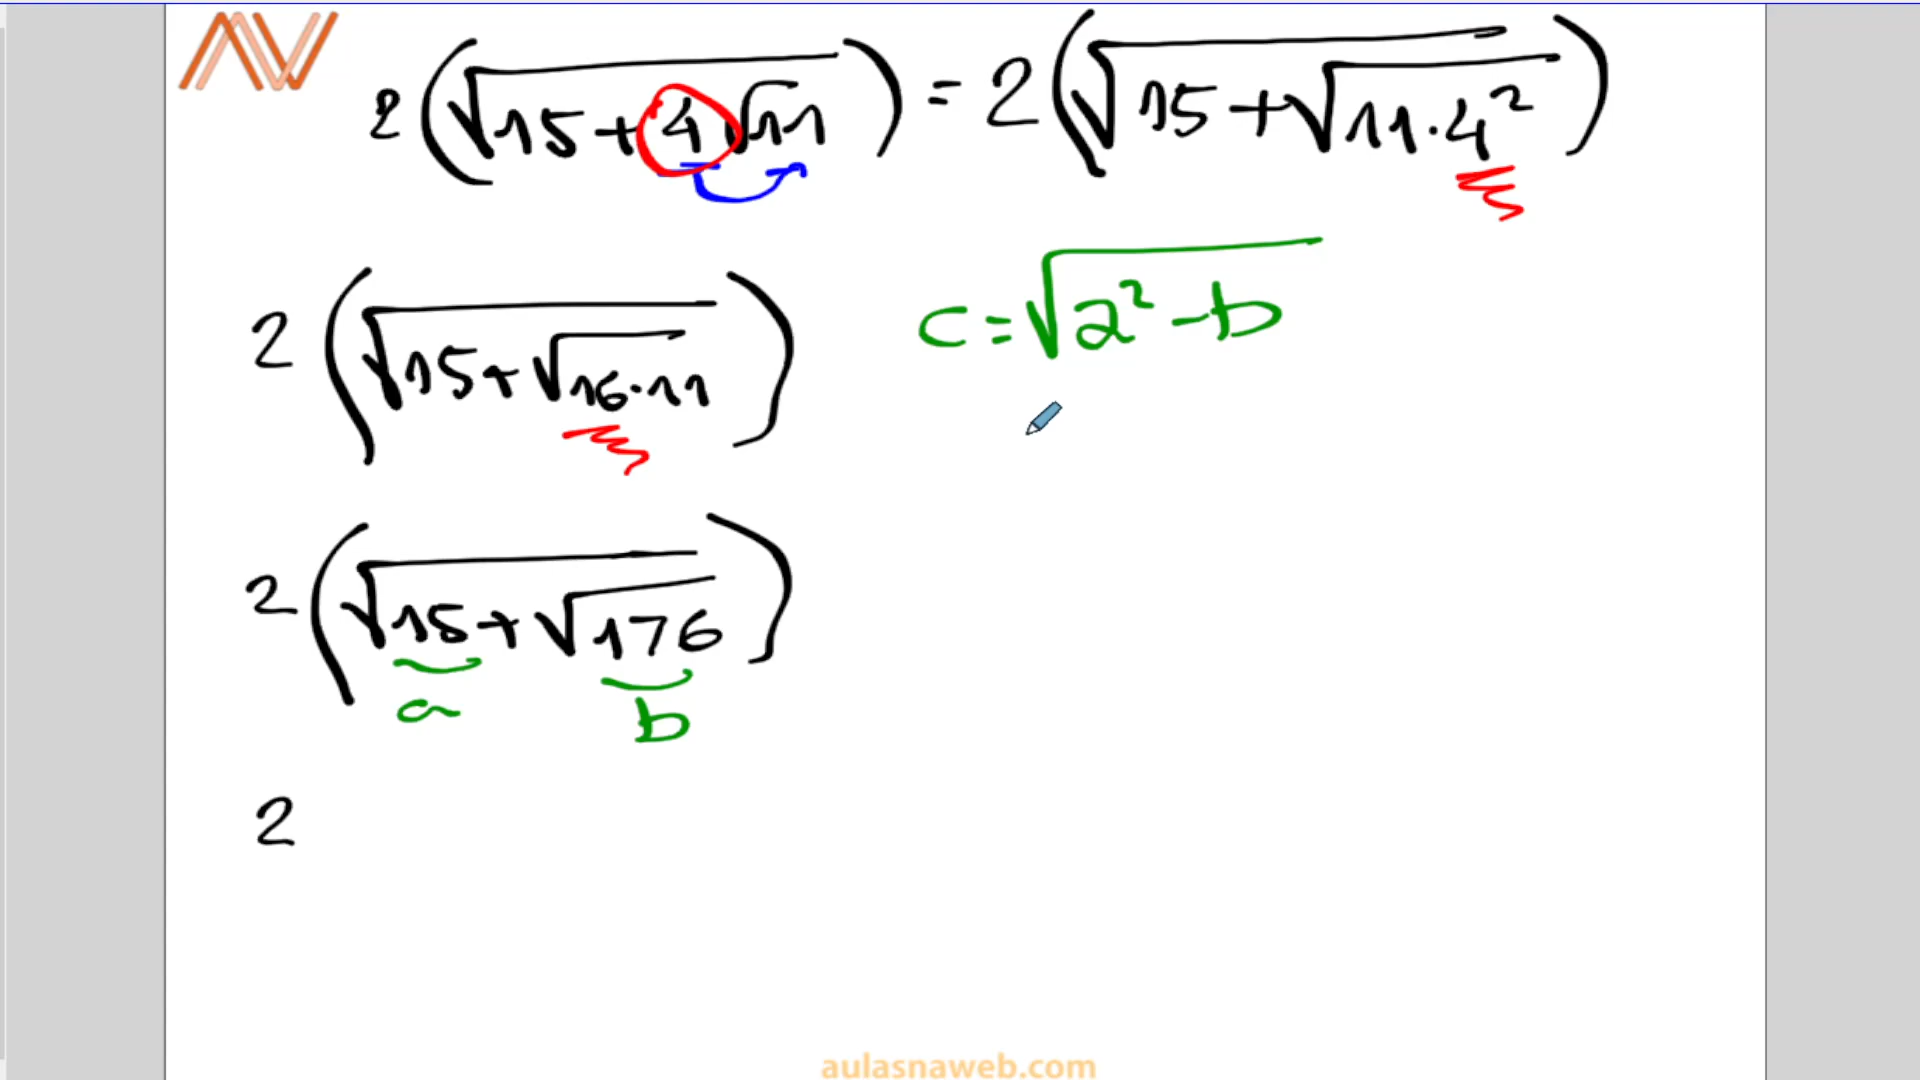 2(√15+4√11) = 2(√15+√11·4²)
2(√15+√16·11) c=√a²-b
2(√15+√176)
a b
2
aulasnaweb.com